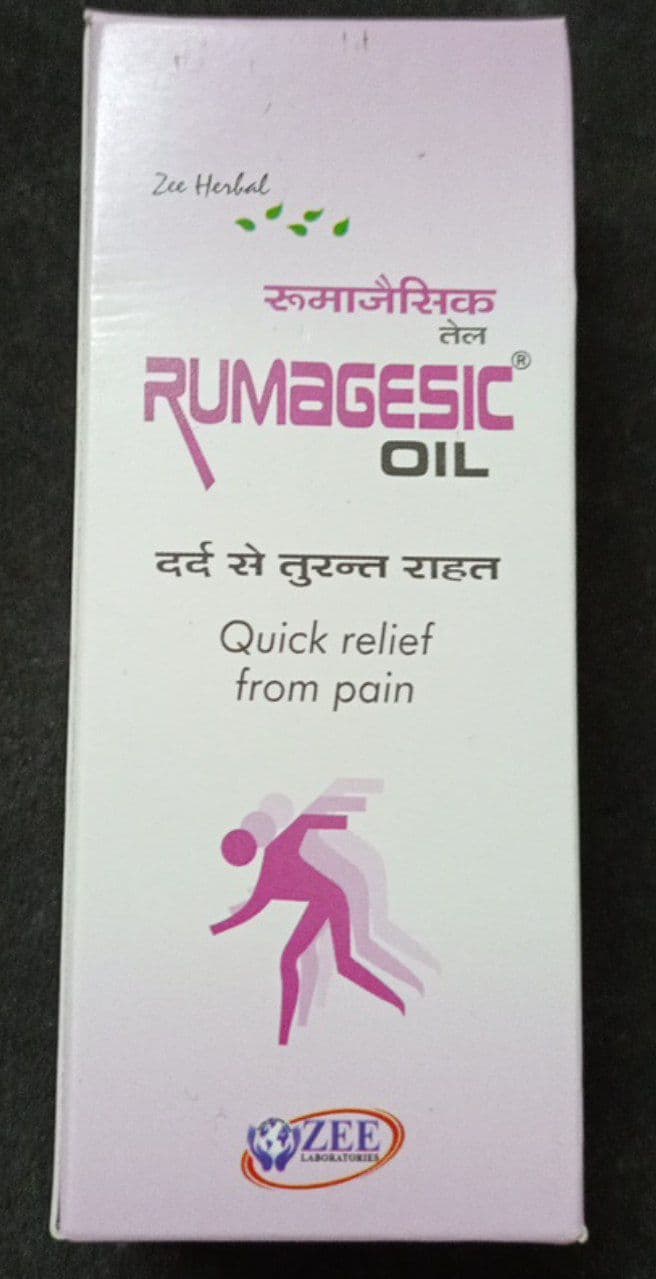 Zee Herbal
रूमाजैसिक
तेल
RUMAGESIC®
OIL
दर्द से तुरन्त राहत
Quick relief
from pain
ZEE
LABORATORIES